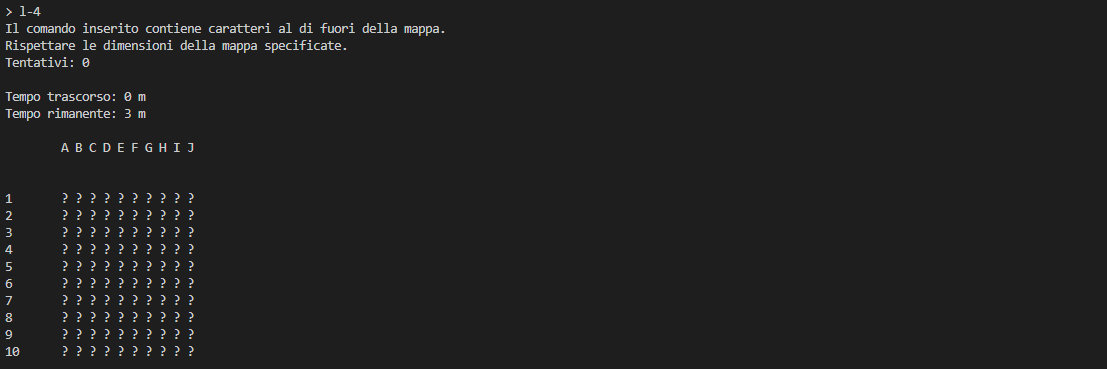 > l-4
Il comando inserito contiene caratteri al di fuori della mappa.
Rispettare le dimensioni della mappa specificate.
Tentativi: 0
Tempo trascorso: 0 m
Tempo rimanente: 3 m
A B C D E F G H I J
1 ? ? ? ? ? ? ? ? ? ?
2 ? ? ? ? ? ? ? ? ? ?
3 ? ? ? ? ? ? ? ? ? ?
4 ? ? ? ? ? ? ? ? ? ?
5 ? ? ? ? ? ? ? ? ? ?
6 ? ? ? ? ? ? ? ? ? ?
7 ? ? ? ? ? ? ? ? ? ?
8 ? ? ? ? ? ? ? ? ? ?
9 ? ? ? ? ? ? ? ? ? ?
10 ? ? ? ? ? ? ? ? ? ?